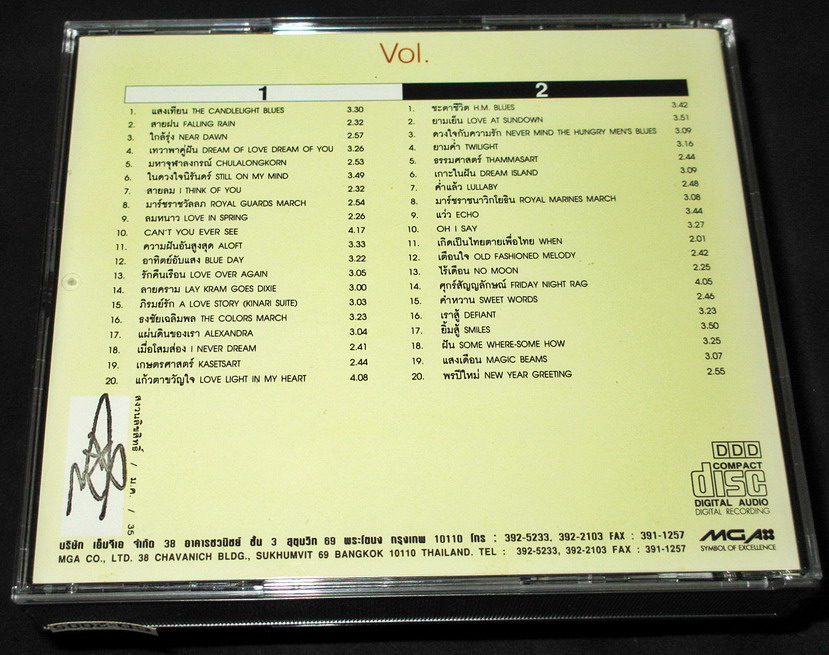 Vol.
1
1. แสงเทียน THE CANDLELIGHT BLUES 3.30
2. สายฝน FALLING RAIN 2.32
3. ใกล้รุ่ง NEAR DAWN 2.57
4. เทวาพาคู่ฝัน DREAM OF LOVE DREAM OF YOU 3.26
5. มหาจุฬาลงกรณ์ CHULALONGKORN 2.53
6. ในดวงใจนิรันดร์ STILL ON MY MIND 3.49
7. สายลม I THINK OF YOU 2.32
8. มาร์ชราชวัลลภ ROYAL GUARDS MARCH 2.54
9. ลมหนาว LOVE IN SPRING 2.26
10. CAN'T YOU EVER SEE 4.17
11. ความฝันอันสูงสุด ALOFT 3.33
12. อาทิตย์อับแสง BLUE DAY 3.22
13. รักคืนเรือน LOVE OVER AGAIN 3.05
14. ลายคราม LAY KRAM GOES DIXIE 3.00
15. ภิรมย์รัก A LOVE STORY (KINARI SUITE) 3.03
16. ธงชัยเฉลิมพล THE COLORS MARCH 3.23
17. แผ่นดินของเรา ALEXANDRA 3.04
18. เมื่อโสมส่อง I NEVER DREAM 2.41
19. เกษตรศาสตร์ KASETSART 2.44
20. แก้วตาขวัญใจ LOVE LIGHT IN MY HEART 4.08
2
1. ชะตาชีวิต H.M. BLUES 3.42
2. ยามเย็น LOVE AT SUNDOWN 3.51
3. ดวงใจกับความรัก NEVER MIND THE HUNGRY MEN'S BLUES 3.09
4. ยามค่ำ TWILIGHT 3.16
5. ธรรมศาสตร์ THAMMASART 2.44
6. เกาะในฝัน DREAM ISLAND 3.09
7. ค่ำแล้ว LULLABY 2.48
8. มาร์ชราชนาวิกโยธิน ROYAL MARINES MARCH 3.08
9. แว่ว ECHO 3.44
10. OH I SAY 3.27
11. เกิดเป็นไทยตายเพื่อไทย WHEN 2.01
12. เตือนใจ OLD FASHIONED MELODY 2.42
13. ไร้เดือน NO MOON 2.25
14. ศุกร์สัญญลักษณ์ FRIDAY NIGHT RAG 4.05
15. คำหวาน SWEET WORDS 2.46
16. เราสู้ DEFIANT 3.23
17. ยิ้มสู้ SMILES 3.50
18. ฝัน SOME WHERE-SOME HOW 3.25
19. แสงเดือน MAGIC BEAMS 3.07
20. พรปีใหม่ NEW YEAR GREETING 2.55
สงวนลิขสิทธิ์ / ม.ค. / 35
DDD
COMPACT
disc
DIGITAL AUDIO
DIGITAL RECORDING
บริษัท เอ็มจีเอ จำกัด 38 อาคารชวนิชย์ ชั้น 3 สุขุมวิท 69 พระโขนง กรุงเทพ 10110 โทร : 392-5233, 392-2103 FAX : 391-1257
MGA CO., LTD. 38 CHAVANICH BLDG., SUKHUMVIT 69 BANGKOK 10110 THAILAND. TEL : 392-5233, 392-2103 FAX : 391-1257
MGA
SYMBOL OF EXCELLENCE